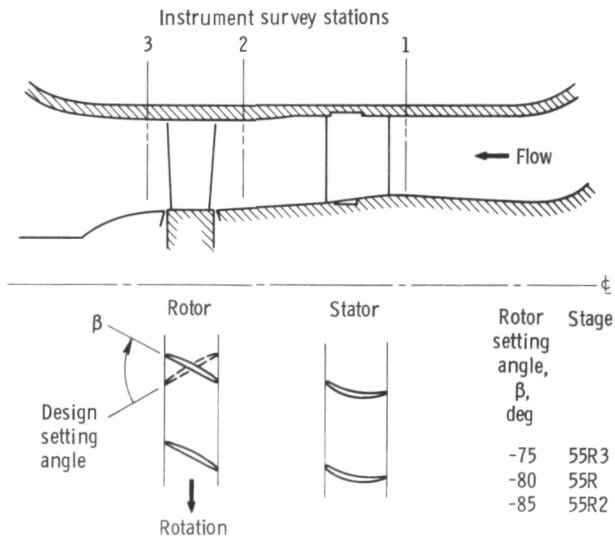 Instrument survey stations
3 2 1
Flow
℄
Rotor Stator
β
Design
setting
angle
Rotation
Rotor Stage
setting
angle,
β,
deg
-75 55R3
-80 55R
-85 55R2